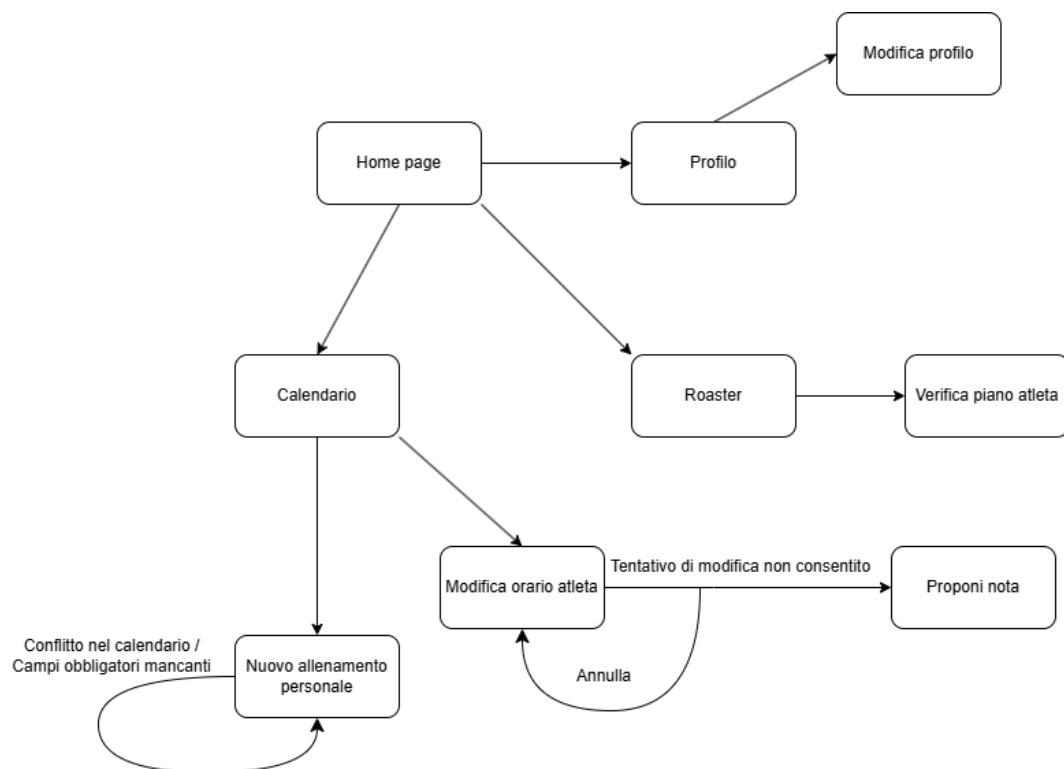 Modifica profilo
Home page
Profilo
Calendario
Roaster
Verifica piano atleta
Tentativo di modifica non consentito
Modifica orario atleta
Proponi nota
Conflitto nel calendario /
Campi obbligatori mancanti
Nuovo allenamento
personale
Annulla